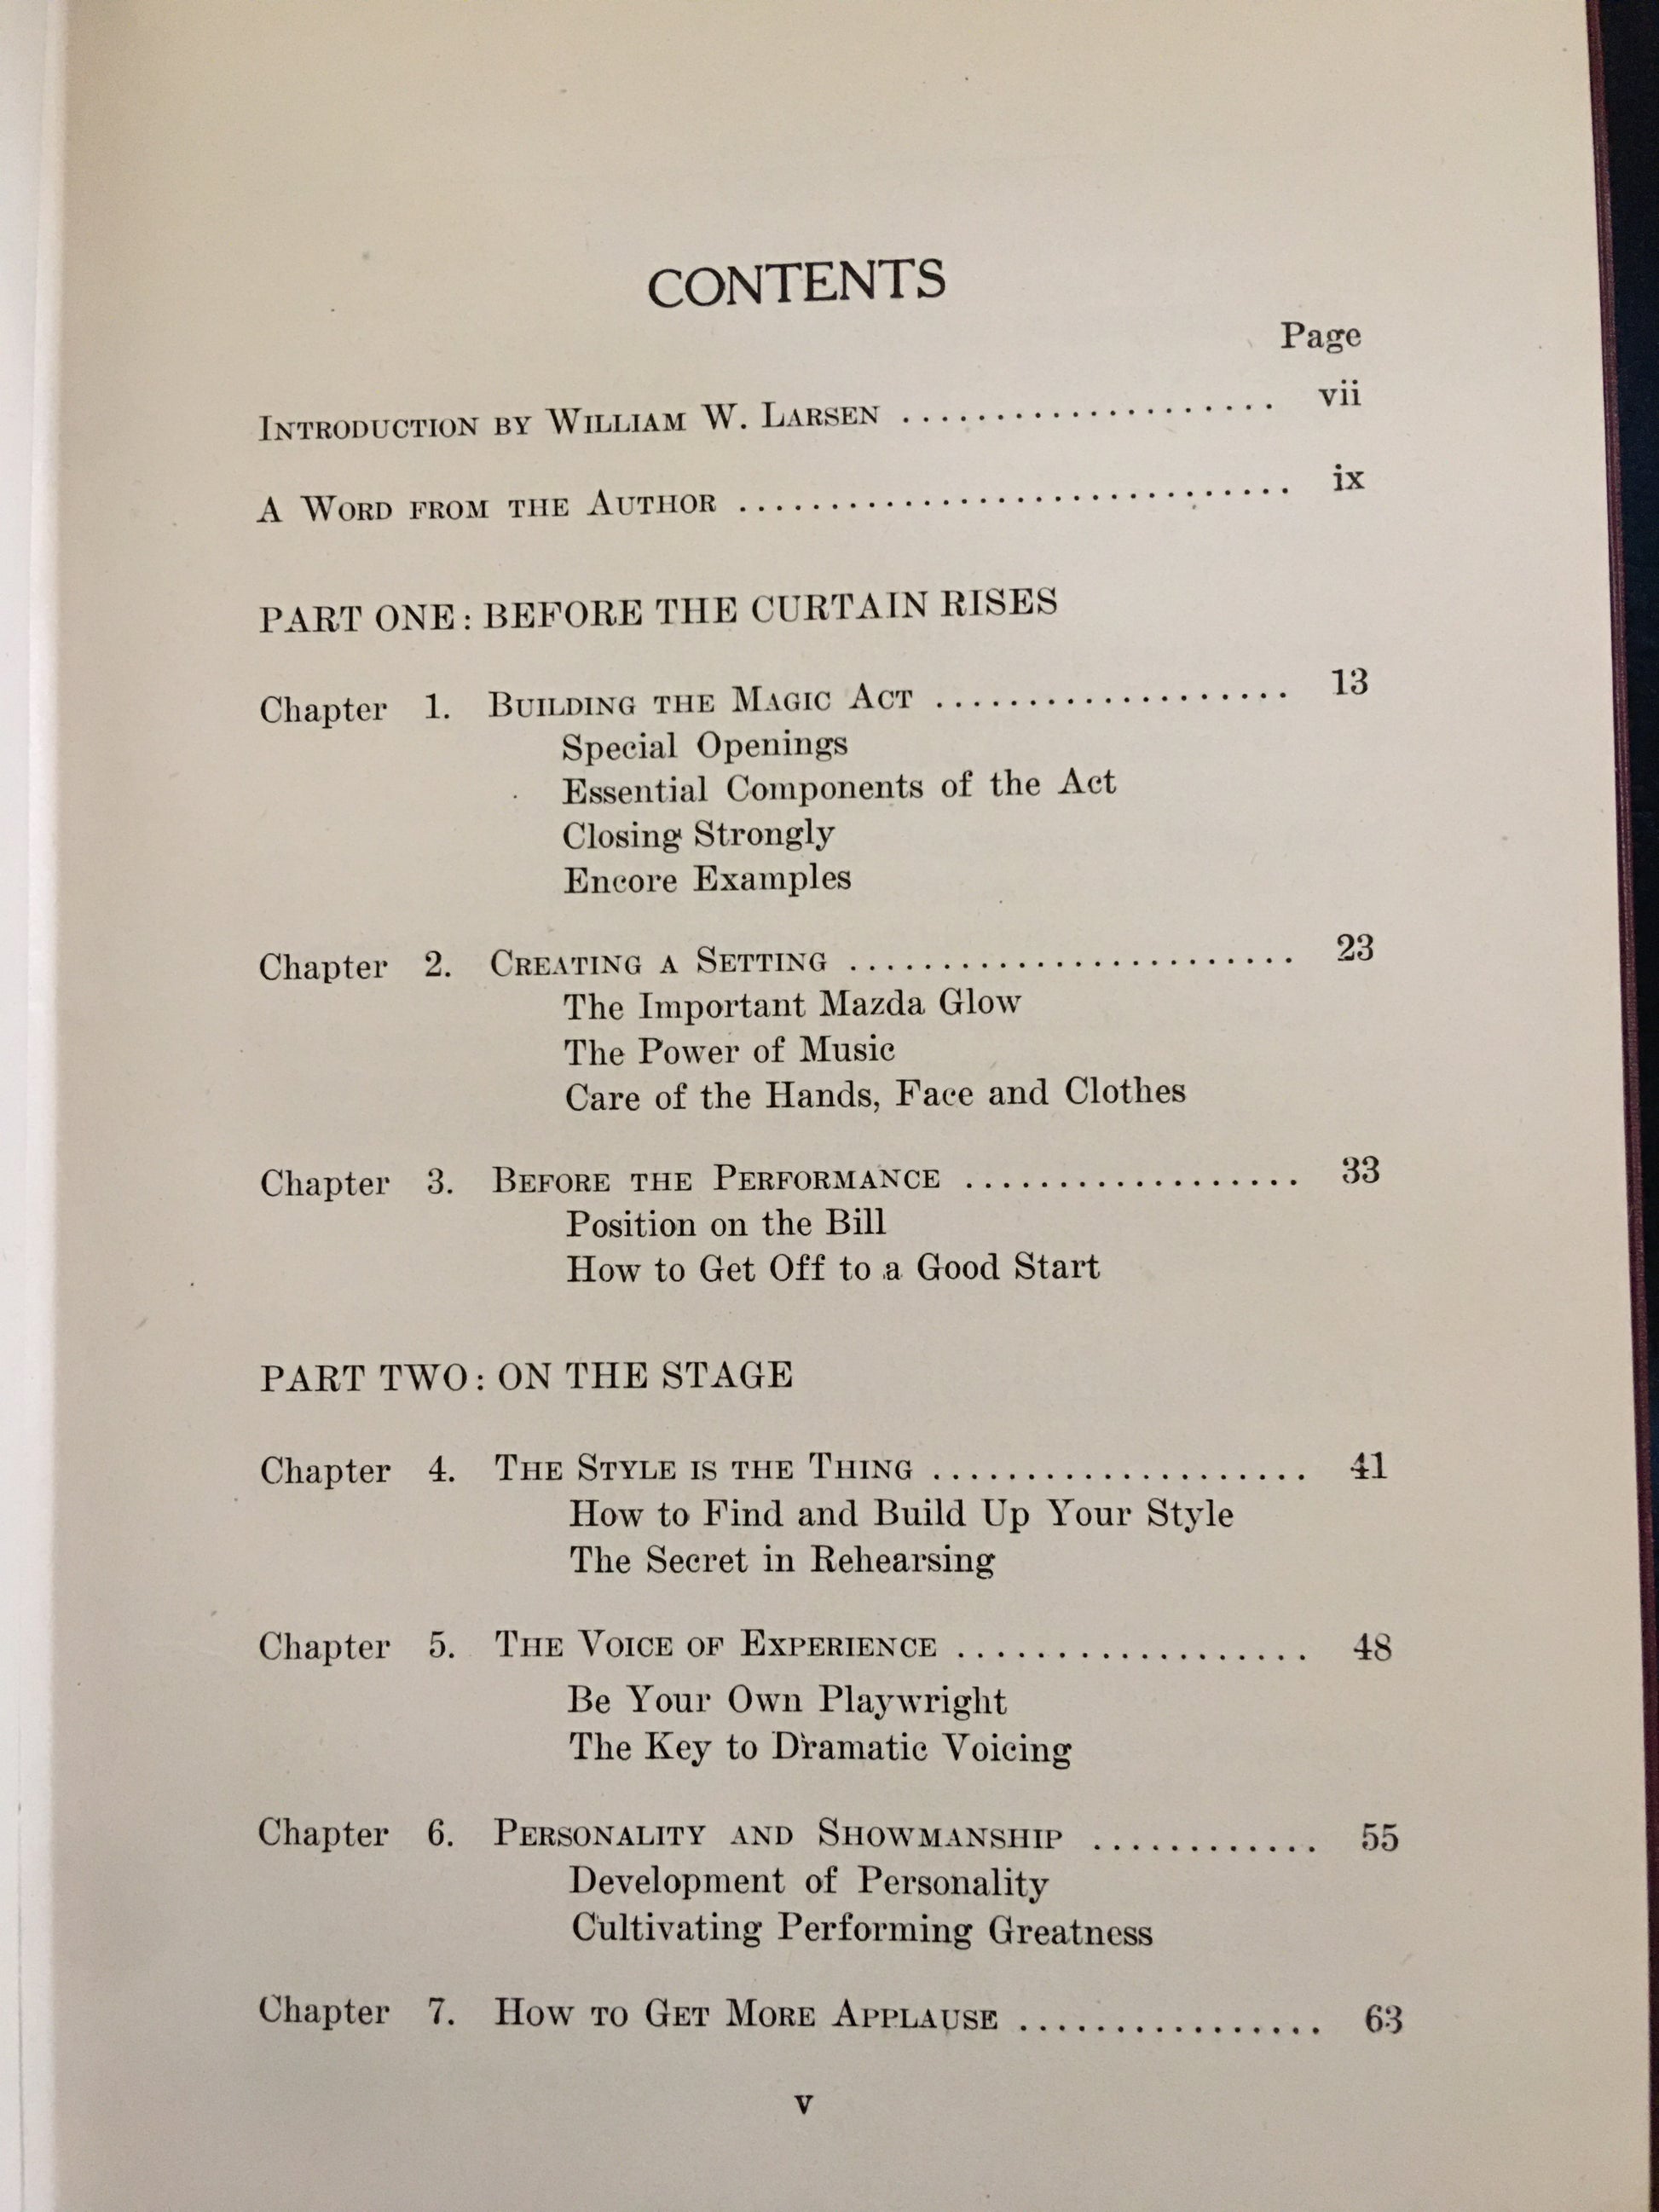 CONTENTS
Page
INTRODUCTION BY WILLIAM W. LARSEN .................... vii
A WORD FROM THE AUTHOR .............................. ix
PART ONE: BEFORE THE CURTAIN RISES
Chapter 1. BUILDING THE MAGIC ACT ................... 13
Special Openings
Essential Components of the Act
Closing Strongly
Encore Examples
Chapter 2. CREATING A SETTING ........................ 23
The Important Mazda Glow
The Power of Music
Care of the Hands, Face and Clothes
Chapter 3. BEFORE THE PERFORMANCE .................. 33
Position on the Bill
How to Get Off to a Good Start
PART TWO: ON THE STAGE
Chapter 4. THE STYLE IS THE THING .................... 41
How to Find and Build Up Your Style
The Secret in Rehearsing
Chapter 5. THE VOICE OF EXPERIENCE ................... 48
Be Your Own Playwright
The Key to Dramatic Voicing
Chapter 6. PERSONALITY AND SHOWMANSHIP ............ 55
Development of Personality
Cultivating Performing Greatness
Chapter 7. HOW TO GET MORE APPLAUSE ................ 63
v